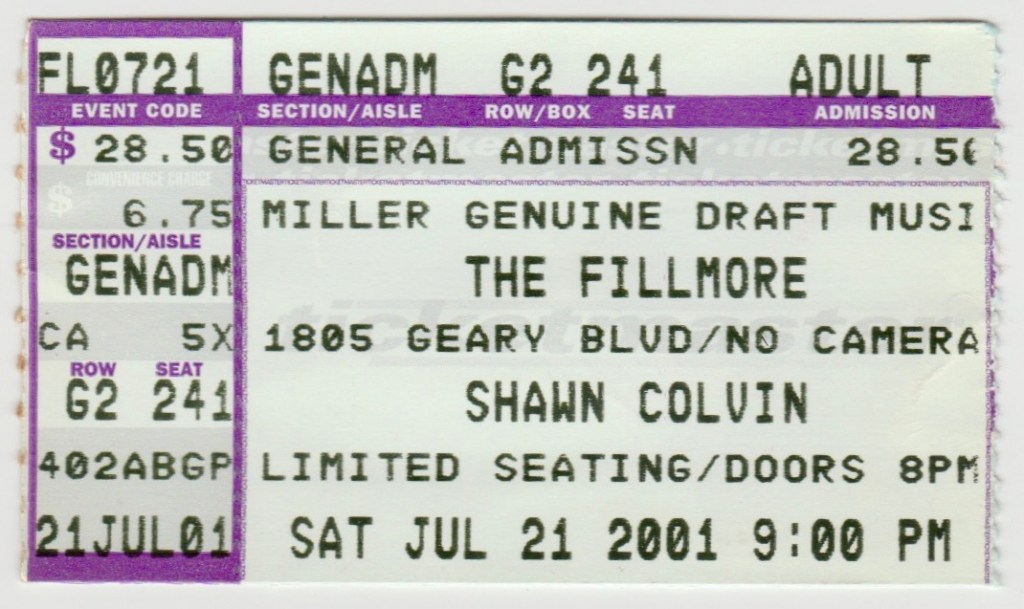 FL0721 GENADM G2 241 ADULT
EVENT CODE SECTION/AISLE ROW/BOX SEAT ADMISSION
$ 28.50 GENERAL ADMISSN 28.50
CONVENIENCE CHARGE
$ 6.75 MILLER GENUINE DRAFT MUSI
SECTION/AISLE
GENADM THE FILLMORE
CA 5X 1805 GEARY BLVD/NO CAMERA
ROW SEAT
G2 241 SHAWN COLVIN
402ABGP LIMITED SEATING/DOORS 8PM
21JUL01 SAT JUL 21 2001 9:00 PM
ticketmaster